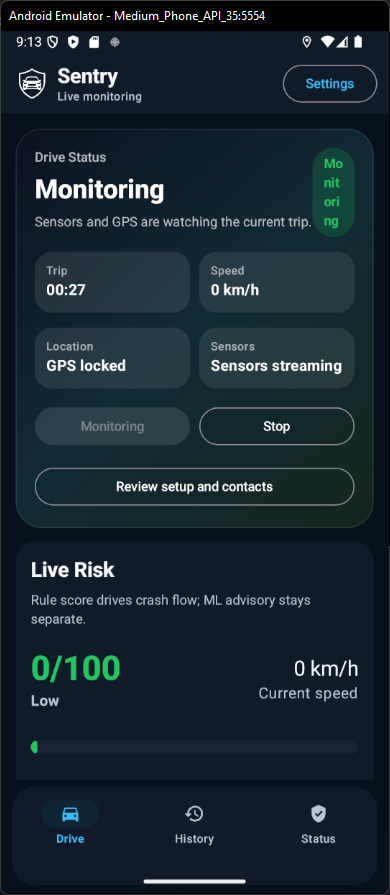 Android Emulator - Medium_Phone_API_35:5554
9:13
Sentry
Live monitoring
Settings
Drive Status
Monitoring
Sensors and GPS are watching the current trip.
Mo
nit
ori
ng
Trip
00:27
Speed
0 km/h
Location
GPS locked
Sensors
Sensors streaming
Monitoring
Stop
Review setup and contacts
Live Risk
Rule score drives crash flow; ML advisory stays
separate.
0/100
Low
0 km/h
Current speed
Drive
History
Status